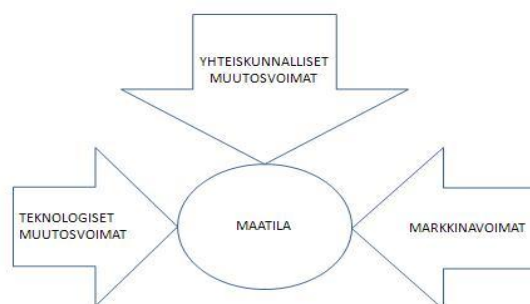 YHTEISKUNNALLISET
MUUTOSVOIMAT
TEKNOLOGISET
MUUTOSVOIMAT
MAATILA
MARKKINAVOIMAT